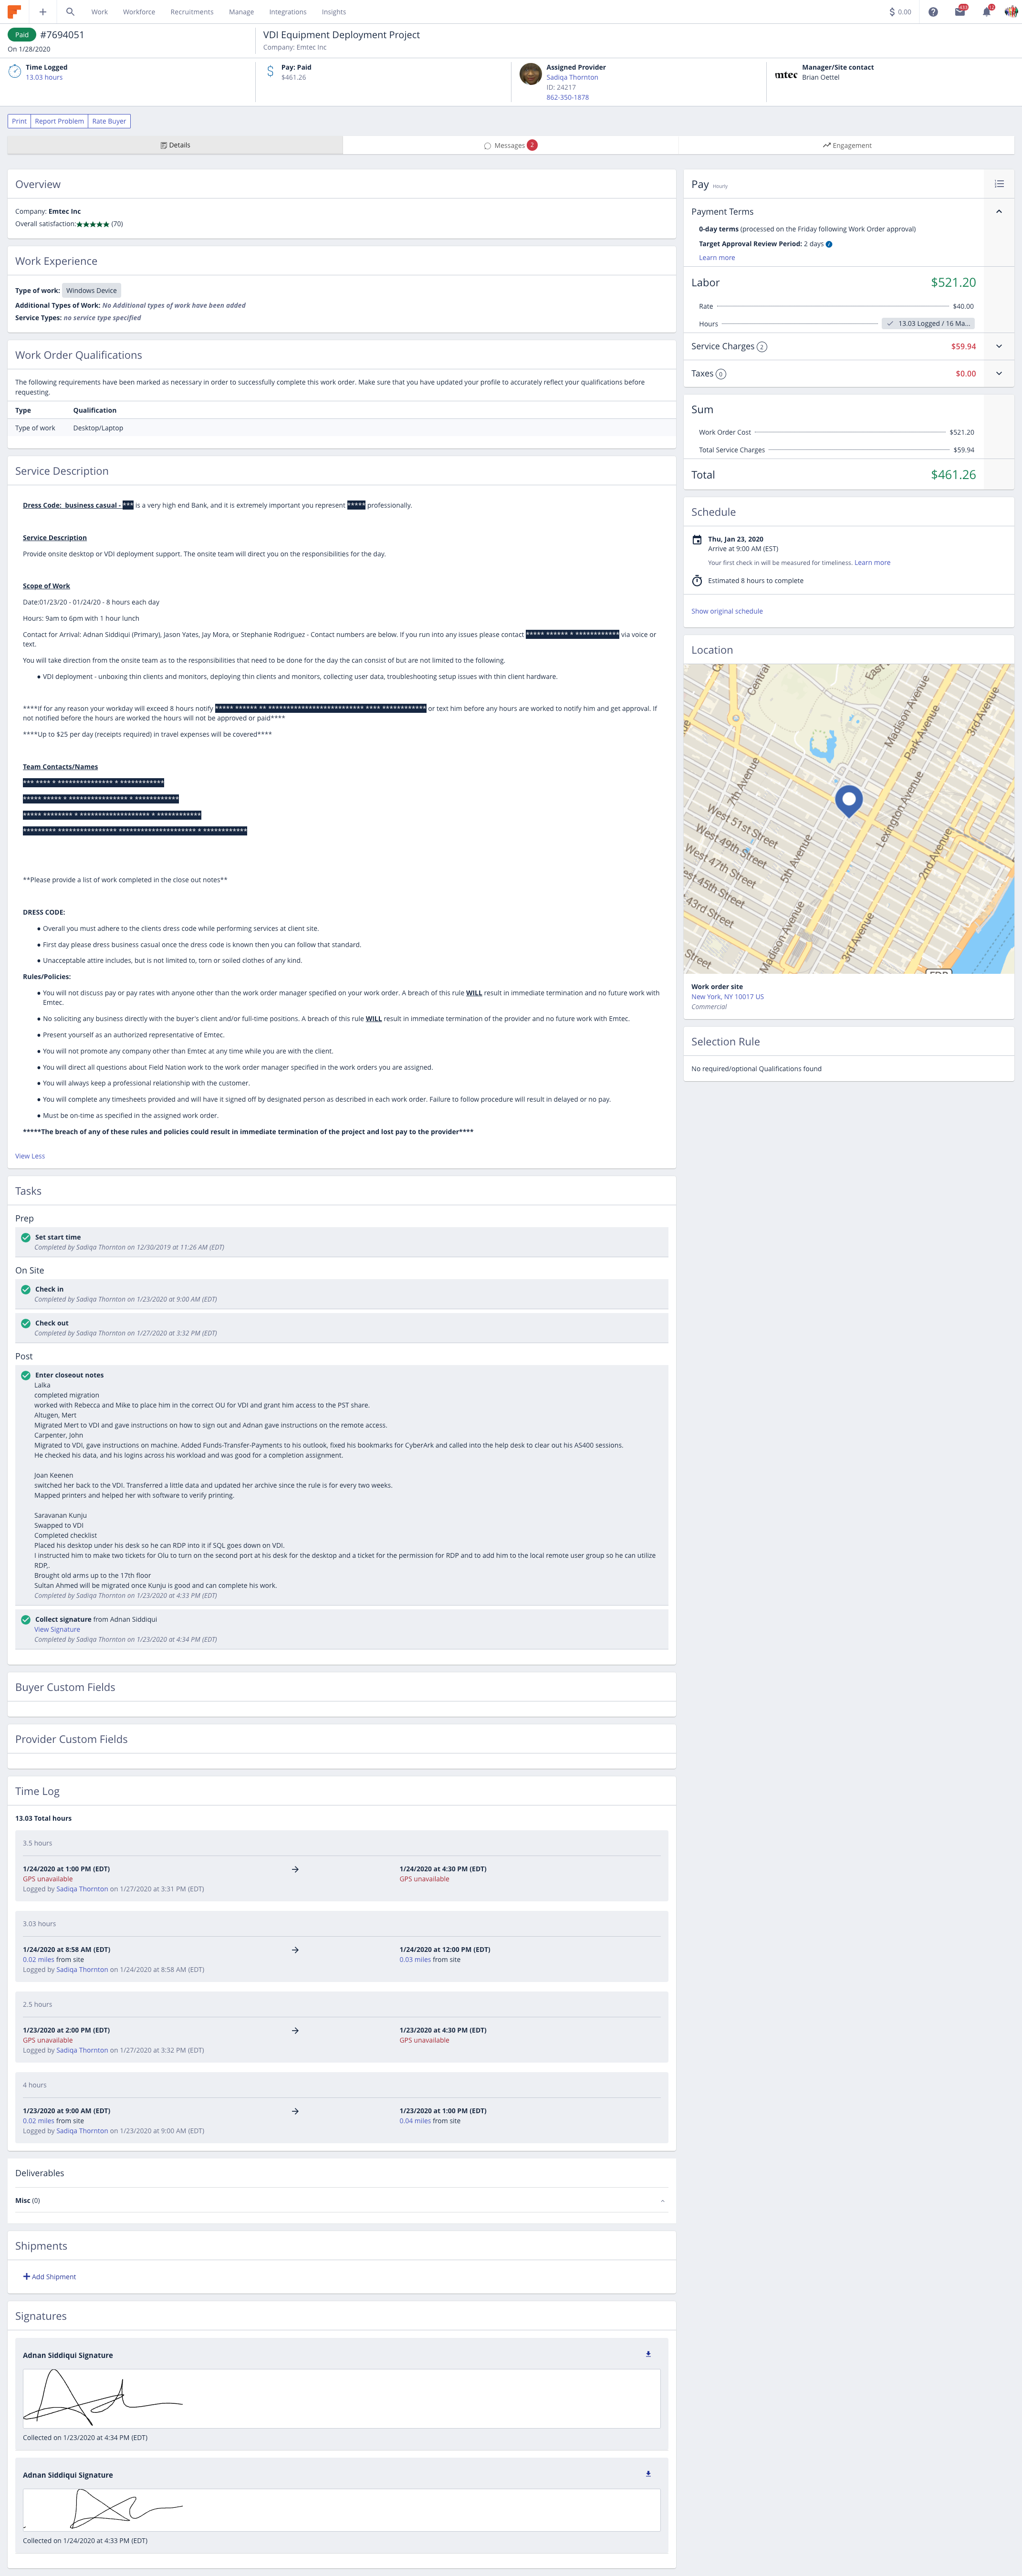 Work Workforce Recruitments Manage Integrations Insights
$ 0.00
Paid #7694051
On 1/28/2020
VDI Equipment Deployment Project
Company: Emtec Inc
Time Logged
13.03 hours
Pay: Paid
$461.26
Assigned Provider
Sadiqa Thornton
ID: 24217
862-350-1878
mtec
Manager/Site contact
Brian Oettel
Print Report Problem Rate Buyer
Details Messages 2 Engagement
Overview
Company: Emtec Inc
Overall satisfaction:★★★★★ (70)
Work Experience
Type of work: Windows Device
Additional Types of Work: No Additional types of work have been added
Service Types: no service type specified
Work Order Qualifications
The following requirements have been marked as necessary in order to successfully complete this work order. Make sure that you have updated your profile to accurately reflect your qualifications before
requesting.
Type Qualification
Type of work Desktop/Laptop
Service Description
Dress Code: business casual - *** is a very high end Bank, and it is extremely important you represent ***** professionally.
Service Description
Provide onsite desktop or VDI deployment support. The onsite team will direct you on the responsibilities for the day.
Scope of Work
Date:01/23/20 - 01/24/20 - 8 hours each day
Hours: 9am to 6pm with 1 hour lunch
Contact for Arrival: Adnan Siddiqui (Primary), Jason Yates, Jay Mora, or Stephanie Rodriguez - Contact numbers are below. If you run into any issues please contact ***** ****** * ************ via voice or
text.
You will take direction from the onsite team as to the responsibilities that need to be done for the day the can consist of but are not limited to the following.
● VDI deployment - unboxing thin clients and monitors, deploying thin clients and monitors, collecting user data, troubleshooting setup issues with thin client hardware.
****If for any reason your workday will exceed 8 hours notify ***** ****** ** ************************** **** ************ or text him before any hours are worked to notify him and get approval. If
not notified before the hours are worked the hours will not be approved or paid****
****Up to $25 per day (receipts required) in travel expenses will be covered****
Team Contacts/Names
*** **** * *************** * ************
***** ***** * **************** * ************
***** ******** * ******************* * ************
********* **************** ********************* * ************
**Please provide a list of work completed in the close out notes**
DRESS CODE:
● Overall you must adhere to the clients dress code while performing services at client site.
● First day please dress business casual once the dress code is known then you can follow that standard.
● Unacceptable attire includes, but is not limited to, torn or soiled clothes of any kind.
Rules/Policies:
● You will not discuss pay or pay rates with anyone other than the work order manager specified on your work order. A breach of this rule WILL result in immediate termination and no future work with
Emtec.
● No soliciting any business directly with the buyer's client and/or full-time positions. A breach of this rule WILL result in immediate termination of the provider and no future work with Emtec.
● Present yourself as an authorized representative of Emtec.
● You will not promote any company other than Emtec at any time while you are with the client.
● You will direct all questions about Field Nation work to the work order manager specified in the work orders you are assigned.
● You will always keep a professional relationship with the customer.
● You will complete any timesheets provided and will have it signed off by designated person as described in each work order. Failure to follow procedure will result in delayed or no pay.
● Must be on-time as specified in the assigned work order.
*****The breach of any of these rules and policies could result in immediate termination of the project and lost pay to the provider****
View Less
Tasks
Prep
Set start time
Completed by Sadiqa Thornton on 12/30/2019 at 11:26 AM (EDT)
On Site
Check in
Completed by Sadiqa Thornton on 1/23/2020 at 9:00 AM (EDT)
Check out
Completed by Sadiqa Thornton on 1/27/2020 at 3:32 PM (EDT)
Post
Enter closeout notes
Lalka
completed migration
worked with Rebecca and Mike to place him in the correct OU for VDI and grant him access to the PST share.
Altugen, Mert
Migrated Mert to VDI and gave instructions on how to sign out and Adnan gave instructions on the remote access.
Carpenter, John
Migrated to VDI, gave instructions on machine. Added Funds-Transfer-Payments to his outlook, fixed his bookmarks for CyberArk and called into the help desk to clear out his AS400 sessions.
He checked his data, and his logins across his workload and was good for a completion assignment.
Joan Keenen
switched her back to the VDI. Transferred a little data and updated her archive since the rule is for every two weeks.
Mapped printers and helped her with software to verify printing.
Saravanan Kunju
Swapped to VDI
Completed checklist
Placed his desktop under his desk so he can RDP into it if SQL goes down on VDI.
I instructed him to make two tickets for Olu to turn on the second port at his desk for the desktop and a ticket for the permission for RDP and to add him to the local remote user group so he can utilize
RDP,.
Brought old arms up to the 17th floor
Sultan Ahmed will be migrated once Kunju is good and can complete his work.
Completed by Sadiqa Thornton on 1/23/2020 at 4:33 PM (EDT)
Collect signature from Adnan Siddiqui
View Signature
Completed by Sadiqa Thornton on 1/23/2020 at 4:34 PM (EDT)
Buyer Custom Fields
Provider Custom Fields
Time Log
13.03 Total hours
3.5 hours
1/24/2020 at 1:00 PM (EDT) → 1/24/2020 at 4:30 PM (EDT)
GPS unavailable GPS unavailable
Logged by Sadiqa Thornton on 1/27/2020 at 3:31 PM (EDT)
3.03 hours
1/24/2020 at 8:58 AM (EDT) → 1/24/2020 at 12:00 PM (EDT)
0.02 miles from site 0.03 miles from site
Logged by Sadiqa Thornton on 1/24/2020 at 8:58 AM (EDT)
2.5 hours
1/23/2020 at 2:00 PM (EDT) → 1/23/2020 at 4:30 PM (EDT)
GPS unavailable GPS unavailable
Logged by Sadiqa Thornton on 1/27/2020 at 3:32 PM (EDT)
4 hours
1/23/2020 at 9:00 AM (EDT) → 1/23/2020 at 1:00 PM (EDT)
0.02 miles from site 0.04 miles from site
Logged by Sadiqa Thornton on 1/23/2020 at 9:00 AM (EDT)
Deliverables
Misc (0)
Shipments
Add Shipment
Signatures
Adnan Siddiqui Signature
Collected on 1/23/2020 at 4:34 PM (EDT)
Adnan Siddiqui Signature
Collected on 1/24/2020 at 4:33 PM (EDT)
Pay Hourly
Payment Terms
0-day terms (processed on the Friday following Work Order approval)
Target Approval Review Period: 2 days
Learn more
Labor $521.20
Rate $40.00
Hours 13.03 Logged / 16 Ma...
Service Charges 2 $59.94
Taxes 0 $0.00
Sum
Work Order Cost $521.20
Total Service Charges $59.94
Total $461.26
Schedule
Thu, Jan 23, 2020
Arrive at 9:00 AM (EST)
Your first check in will be measured for timeliness. Learn more
Estimated 8 hours to complete
Show original schedule
Location
Central
East
Madison Avenue
Park Avenue
3rd Avenue
7th Avenue
West 51st Street
West 49th Street
West 47th Street
est 45th Street
43rd Street
Street
5th Avenue
Lexington Avenue
2nd Avenue
Madison Avenue
3rd Avenue
FDR
Work order site
New York, NY 10017 US
Commercial
Selection Rule
No required/optional Qualifications found